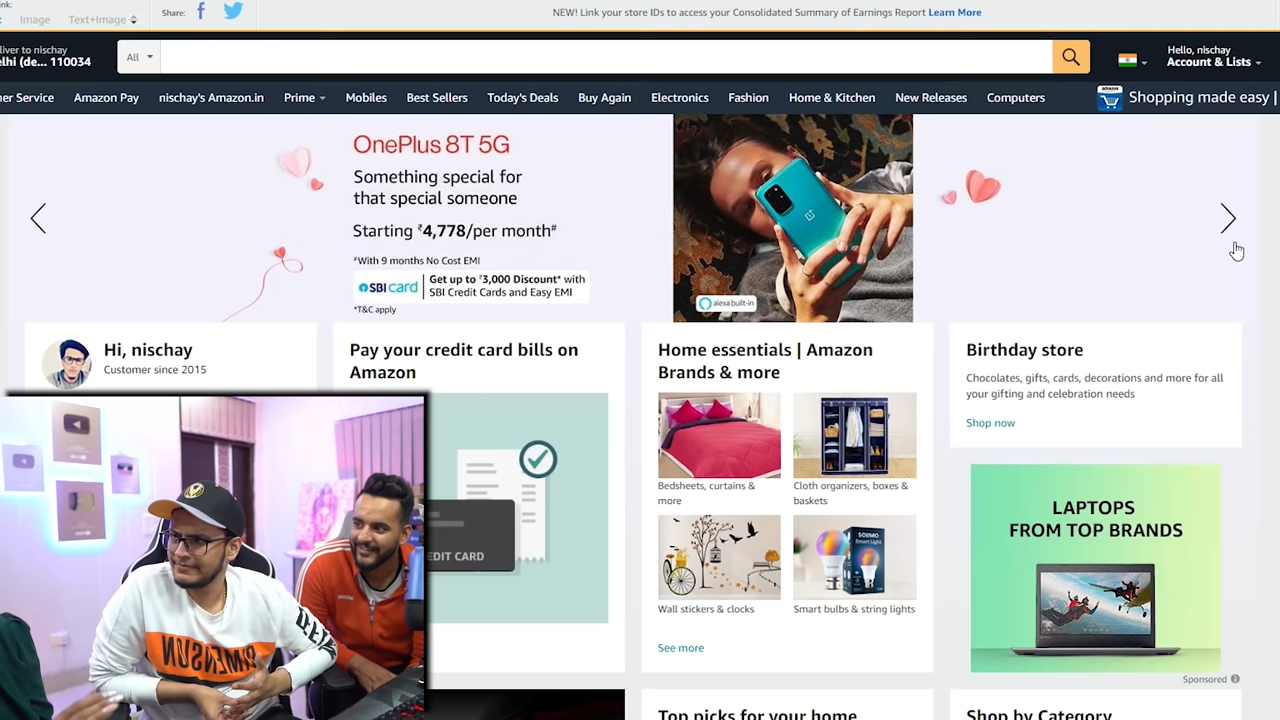 nk:
Image
Text+Image
Share:
NEW! Link your store IDs to access your Consolidated Summary of Earnings Report Learn More
liver to nischay
elhi (de... 110034
All
Hello, nischay
Account & Lists
er Service
Amazon Pay
nischay's Amazon.in
Prime
Mobiles
Best Sellers
Today's Deals
Buy Again
Electronics
Fashion
Home & Kitchen
New Releases
Computers
amazon
Shopping made easy |
OnePlus 8T 5G
Something special for
that special someone
Starting ₹4,778/per month#
#With 9 months No Cost EMI
SBI card
Get up to ₹3,000 Discount* with
SBI Credit Cards and Easy EMI
*T&C apply
alexa built-in
Hi, nischay
Customer since 2015
Pay your credit card bills on
Amazon
EDIT CARD
Home essentials | Amazon
Brands & more
Bedsheets, curtains &
more
Cloth organizers, boxes &
baskets
SOLIMO
Smart Light
Wall stickers & clocks
Smart bulbs & string lights
See more
Birthday store
Chocolates, gifts, cards, decorations and more for all
your gifting and celebration needs
Shop now
LAPTOPS
FROM TOP BRANDS
Sponsored
Top picks for your home
Shop by Category